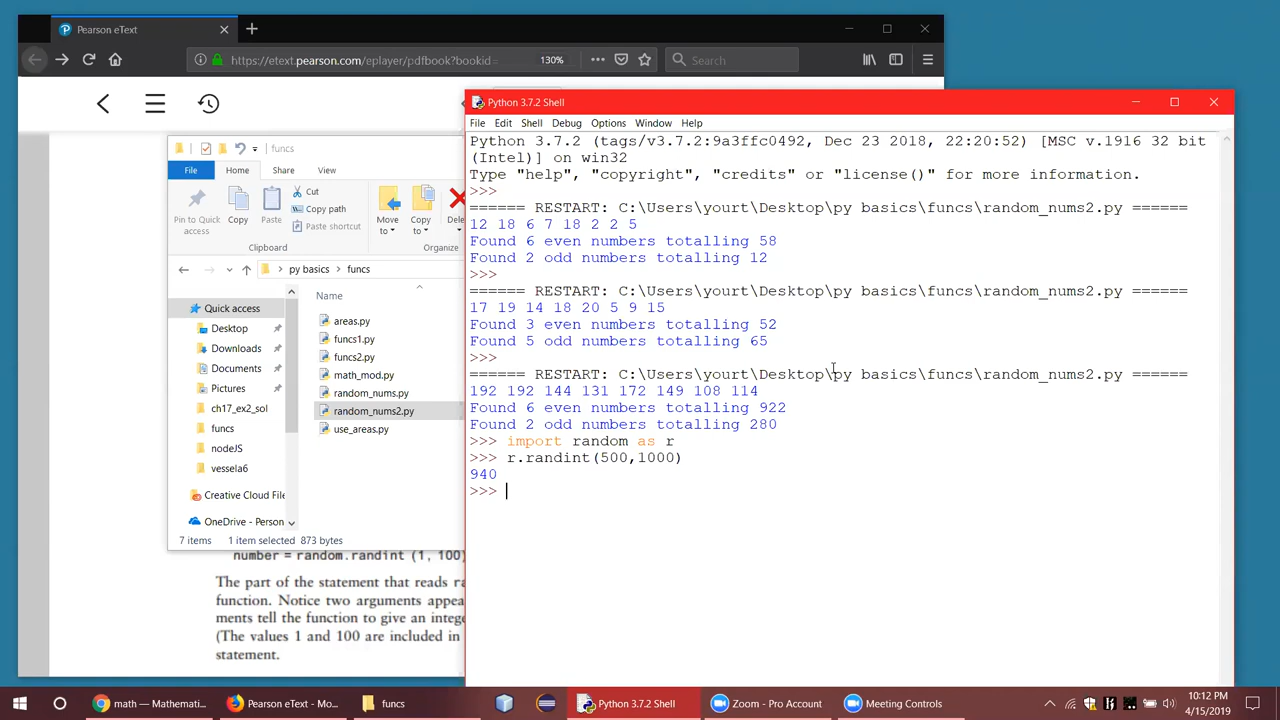 Pearson eText
https://etext.pearson.com/eplayer/pdfbook?bookid=
130%
Search
funcs
File
Home
Share
View
Pin to Quick access
Copy
Paste
Cut
Copy path
Paste shortcut
Clipboard
Move to
Copy to
Dele
Organize
py basics
funcs
Quick access
Desktop
Downloads
Documents
Pictures
ch17_ex2_sol
funcs
nodeJS
vessela6
Creative Cloud File
OneDrive - Person
Name
areas.py
funcs1.py
funcs2.py
math_mod.py
random_nums.py
random_nums2.py
use_areas.py
7 items
1 item selected
873 bytes
number = random.randint (1, 100)
The part of the statement that reads ra
function. Notice two arguments appea
ments tell the function to give an intege
(The values 1 and 100 are included in
statement.
Python 3.7.2 Shell
File Edit Shell Debug Options Window Help
Python 3.7.2 (tags/v3.7.2:9a3ffc0492, Dec 23 2018, 22:20:52) [MSC v.1916 32 bit
(Intel)] on win32
Type "help", "copyright", "credits" or "license()" for more information.
>>>
====== RESTART: C:\Users\yourt\Desktop\py basics\funcs\random_nums2.py ======
12 18 6 7 18 2 2 5
Found 6 even numbers totalling 58
Found 2 odd numbers totalling 12
>>>
====== RESTART: C:\Users\yourt\Desktop\py basics\funcs\random_nums2.py ======
17 19 14 18 20 5 9 15
Found 3 even numbers totalling 52
Found 5 odd numbers totalling 65
>>>
====== RESTART: C:\Users\yourt\Desktop\py basics\funcs\random_nums2.py ======
192 192 144 131 172 149 108 114
Found 6 even numbers totalling 922
Found 2 odd numbers totalling 280
>>> import random as r
>>> r.randint(500,1000)
940
>>>
math — Mathemati...
Pearson eText - Mo...
funcs
Python 3.7.2 Shell
Zoom - Pro Account
Meeting Controls
10:12 PM
4/15/2019